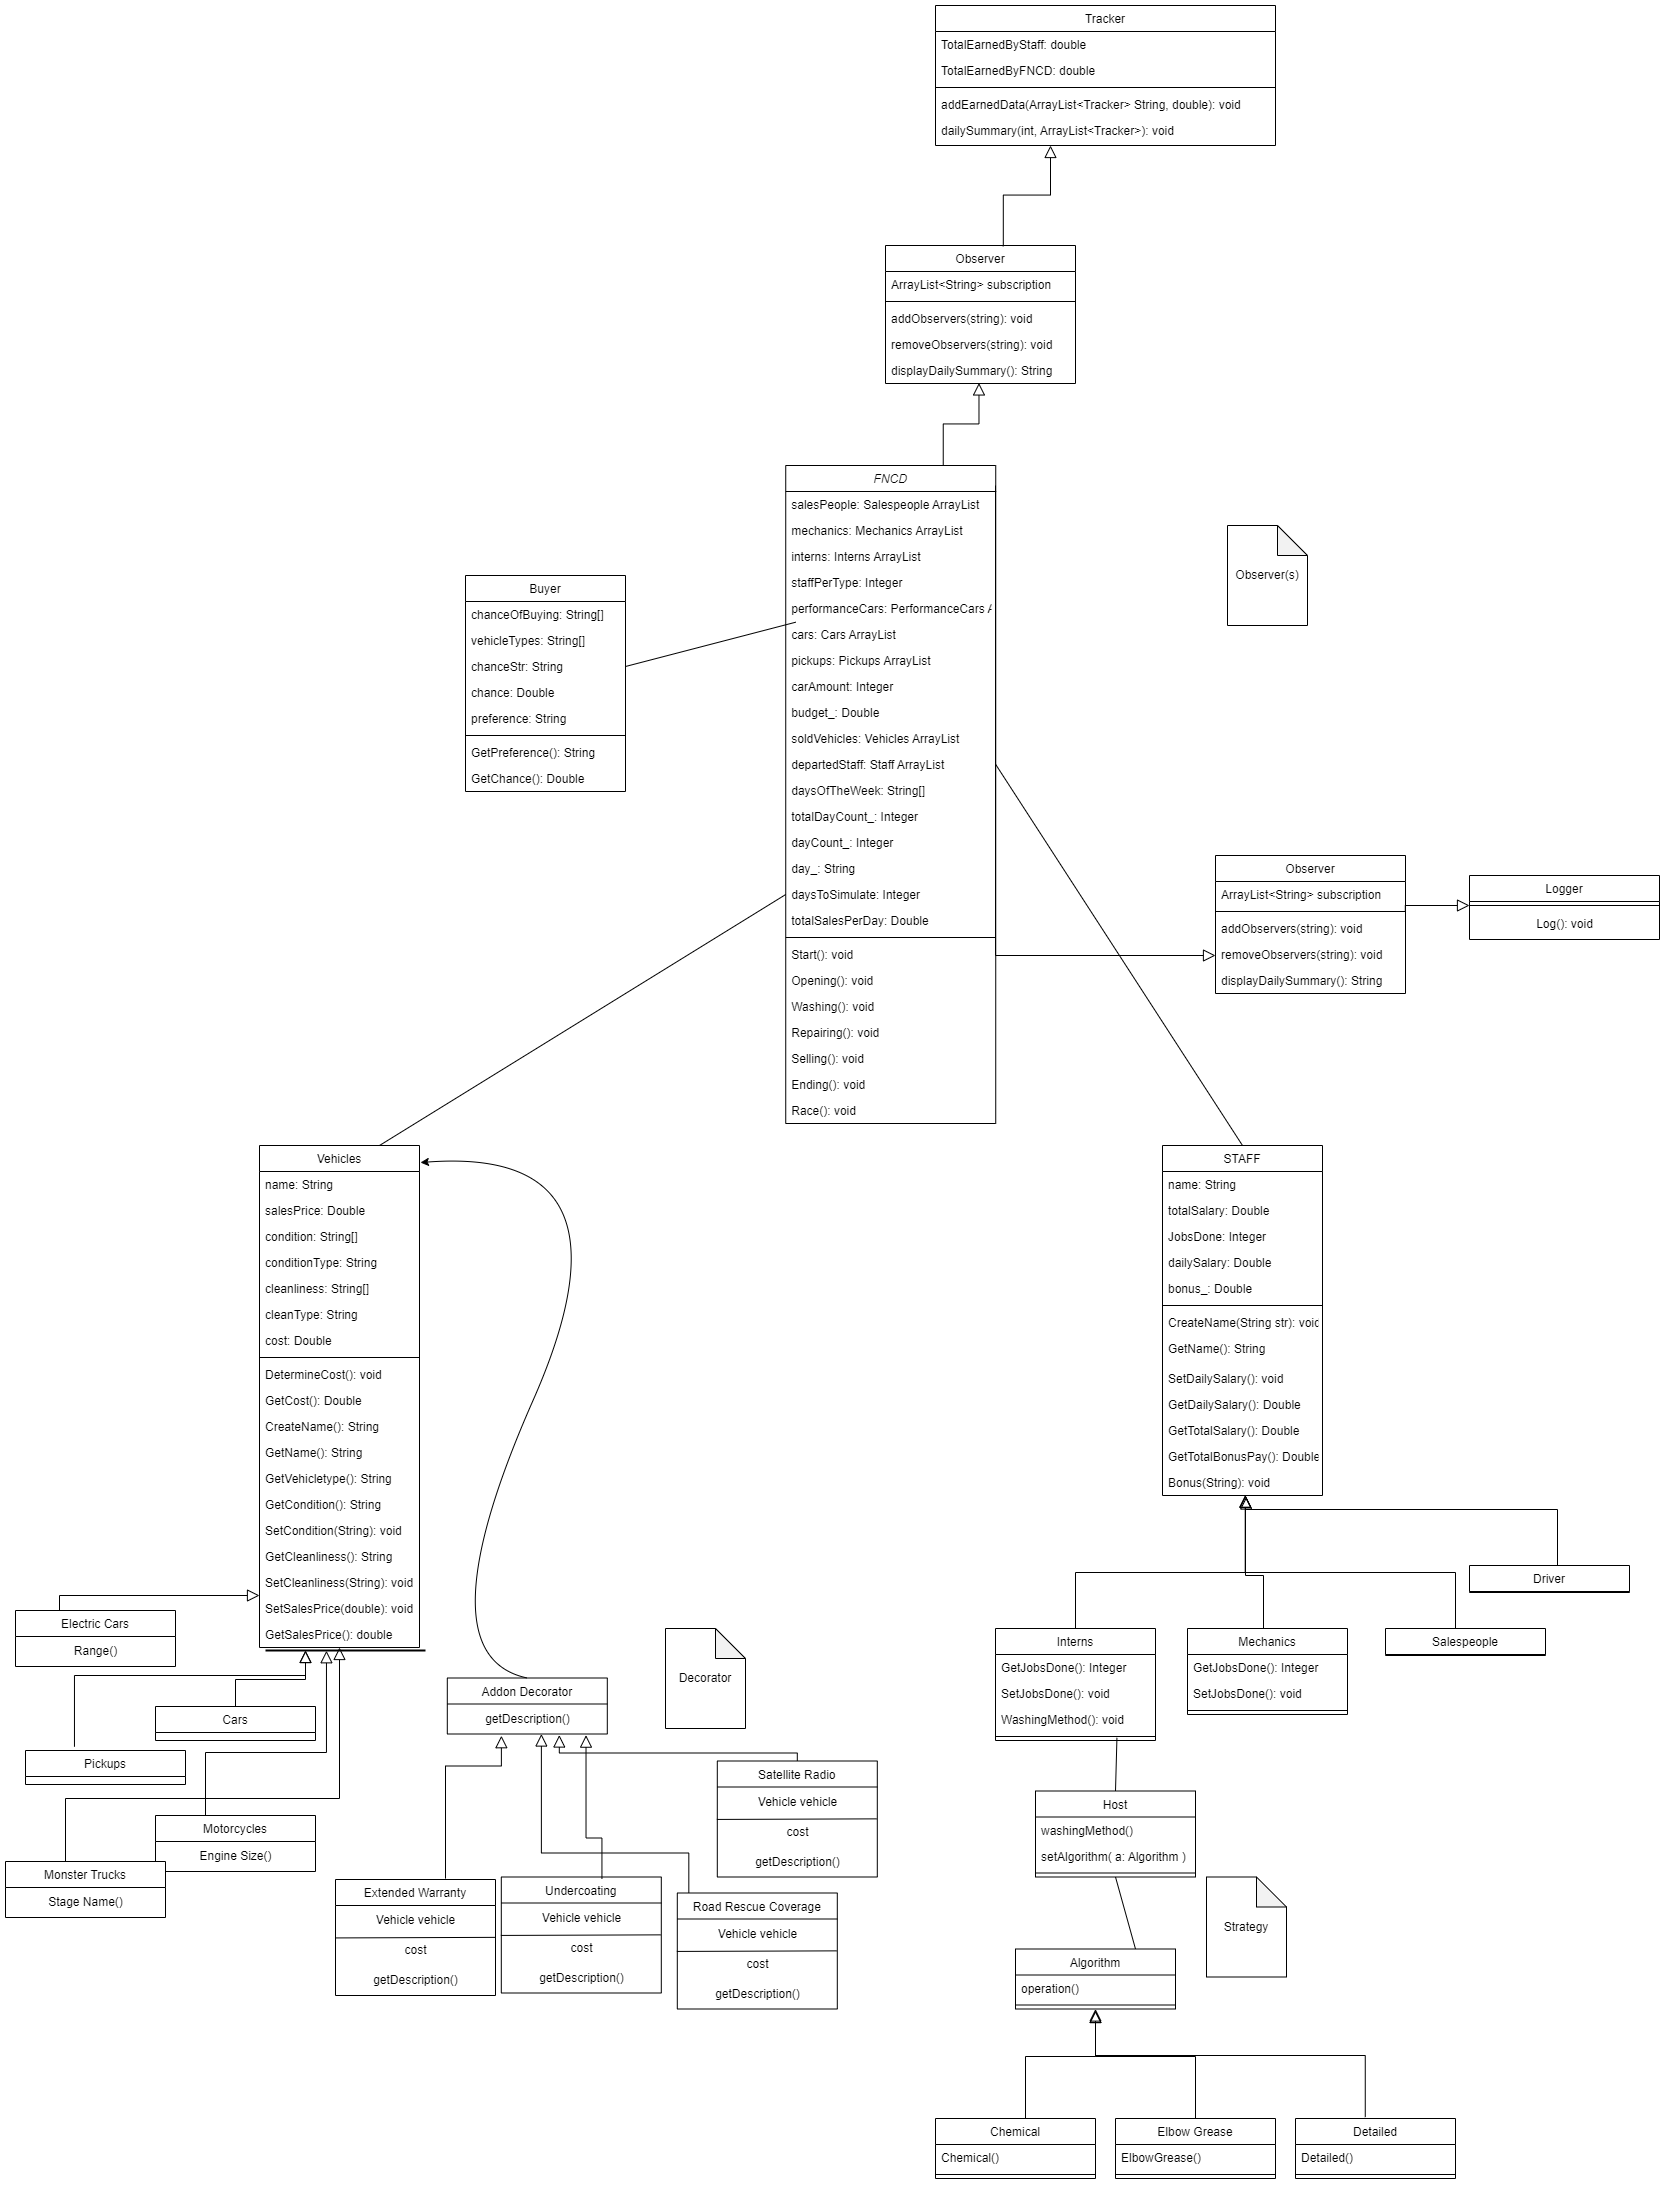 Tracker
TotalEarnedByStaff: double
TotalEarnedByFNCD: double
addEarnedData(ArrayList<Tracker> String, double): void
dailySummary(int, ArrayList<Tracker>): void
Observer
ArrayList<String> subscription
addObservers(string): void
removeObservers(string): void
displayDailySummary(): String
FNCD
salesPeople: Salespeople ArrayList
mechanics: Mechanics ArrayList
interns: Interns ArrayList
staffPerType: Integer
performanceCars: PerformanceCars A
cars: Cars ArrayList
pickups: Pickups ArrayList
carAmount: Integer
budget_: Double
soldVehicles: Vehicles ArrayList
departedStaff: Staff ArrayList
daysOfTheWeek: String[]
totalDayCount_: Integer
dayCount_: Integer
day_: String
daysToSimulate: Integer
totalSalesPerDay: Double
Start(): void
Opening(): void
Washing(): void
Repairing(): void
Selling(): void
Ending(): void
Race(): void
Observer(s)
Buyer
chanceOfBuying: String[]
vehicleTypes: String[]
chanceStr: String
chance: Double
preference: String
GetPreference(): String
GetChance(): Double
Observer
ArrayList<String> subscription
addObservers(string): void
removeObservers(string): void
displayDailySummary(): String
Logger
Log(): void
Vehicles
name: String
salesPrice: Double
condition: String[]
conditionType: String
cleanliness: String[]
cleanType: String
cost: Double
DetermineCost(): void
GetCost(): Double
CreateName(): String
GetName(): String
GetVehicletype(): String
GetCondition(): String
SetCondition(String): void
GetCleanliness(): String
SetCleanliness(String): void
SetSalesPrice(double): void
GetSalesPrice(): double
STAFF
name: String
totalSalary: Double
JobsDone: Integer
dailySalary: Double
bonus_: Double
CreateName(String str): void
GetName(): String
SetDailySalary(): void
GetDailySalary(): Double
GetTotalSalary(): Double
GetTotalBonusPay(): Double
Bonus(String): void
Driver
Electric Cars
Range()
Cars
Pickups
Motorcycles
Engine Size()
Monster Trucks
Stage Name()
Addon Decorator
getDescription()
Decorator
Satellite Radio
Vehicle vehicle
cost
getDescription()
Extended Warranty
Vehicle vehicle
cost
getDescription()
Undercoating
Vehicle vehicle
cost
getDescription()
Road Rescue Coverage
Vehicle vehicle
cost
getDescription()
Interns
GetJobsDone(): Integer
SetJobsDone(): void
WashingMethod(): void
Mechanics
GetJobsDone(): Integer
SetJobsDone(): void
Salespeople
Host
washingMethod()
setAlgorithm( a: Algorithm )
Strategy
Algorithm
operation()
Chemical
Chemical()
Elbow Grease
ElbowGrease()
Detailed
Detailed()